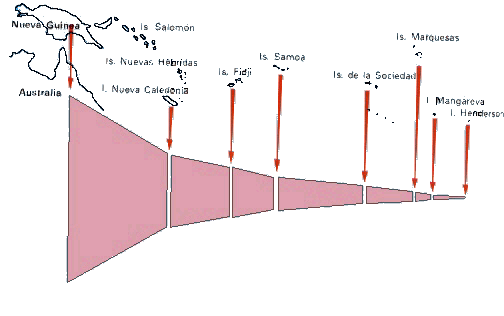 Nueva Guinea
Is. Salomón
Is. Marquesas
Is. Nuevas Hébridas
Is. Samoa
Is. Fidji
Is. de la Sociedad
Australia
I. Nueva Caledonia
I. Mangareva
I. Henderson